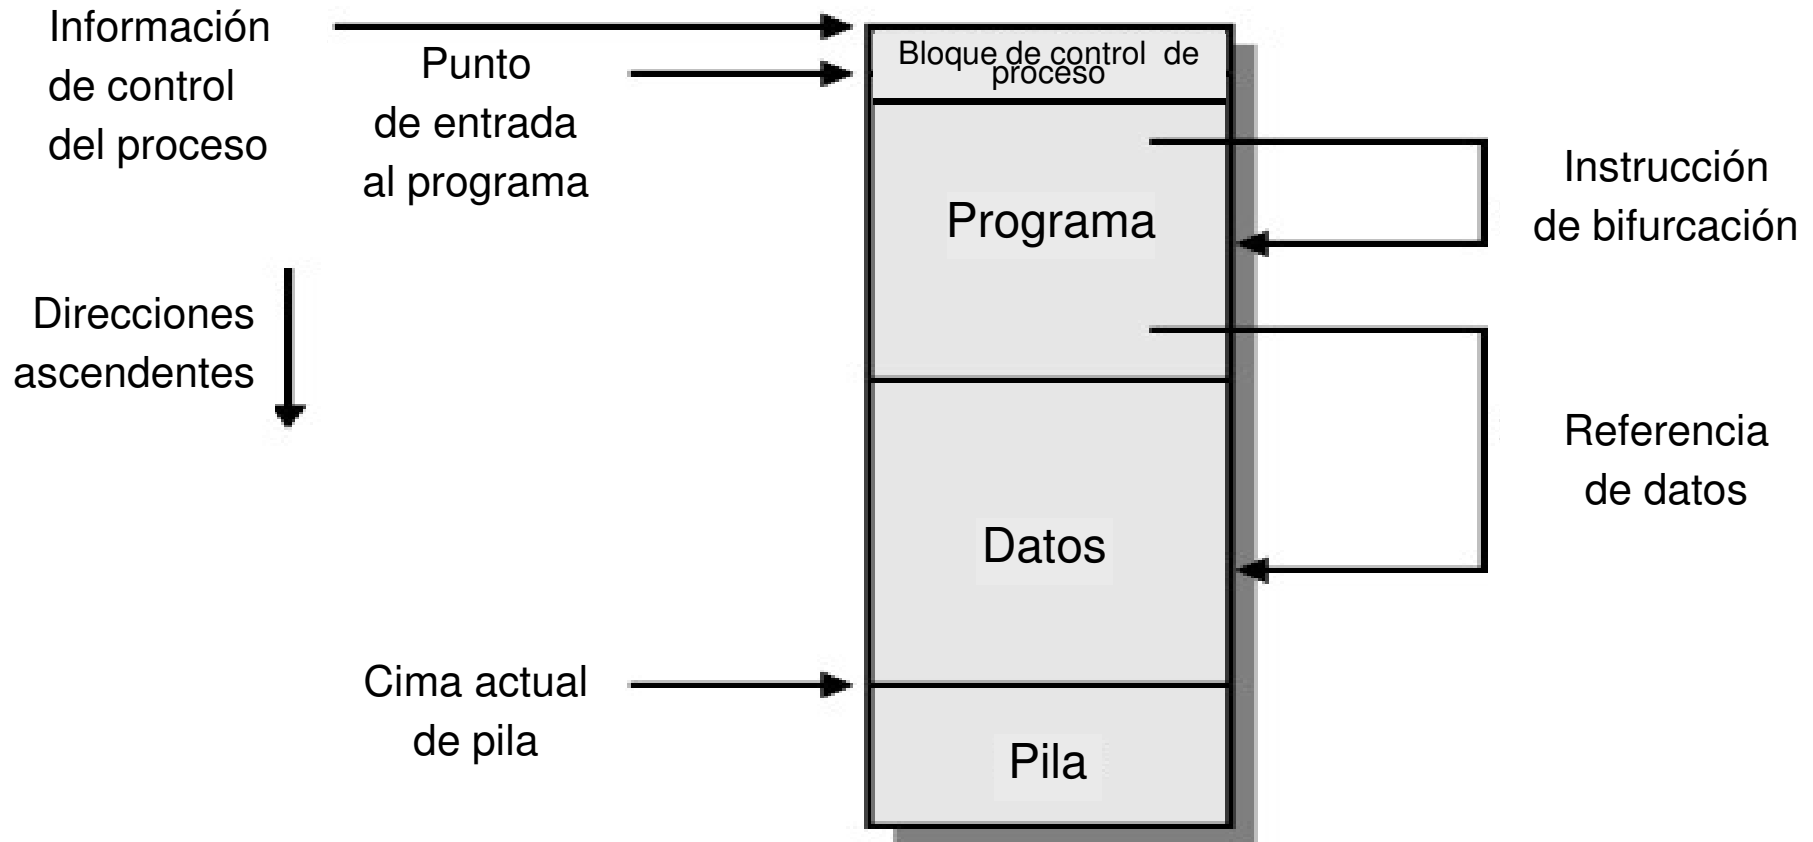 Información
de control
del proceso
Punto
de entrada
al programa
Bloque de control de
proceso
Programa
Instrucción
de bifurcación
Direcciones
ascendentes
Referencia
de datos
Datos
Cima actual
de pila
Pila